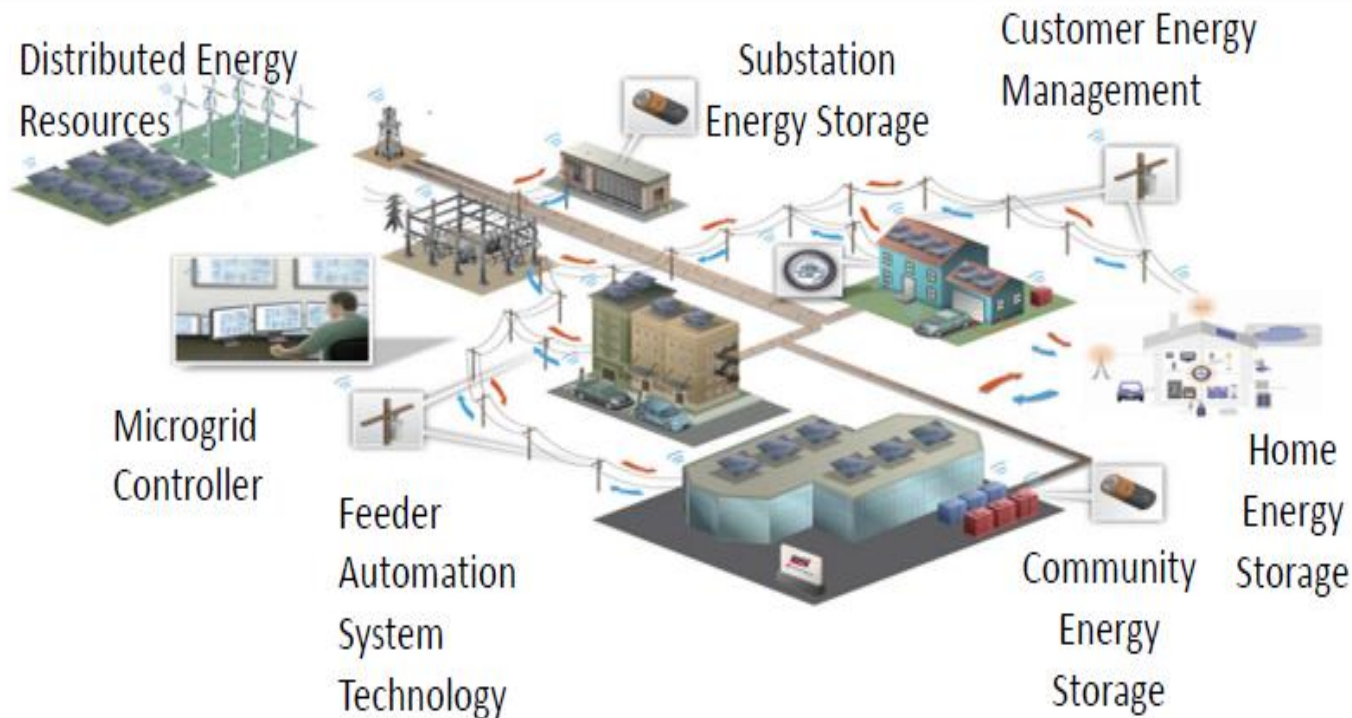 Distributed Energy
Resources
Substation
Energy Storage
Customer Energy
Management
Microgrid
Controller
Feeder
Automation
System
Technology
Community
Energy
Storage
Home
Energy
Storage